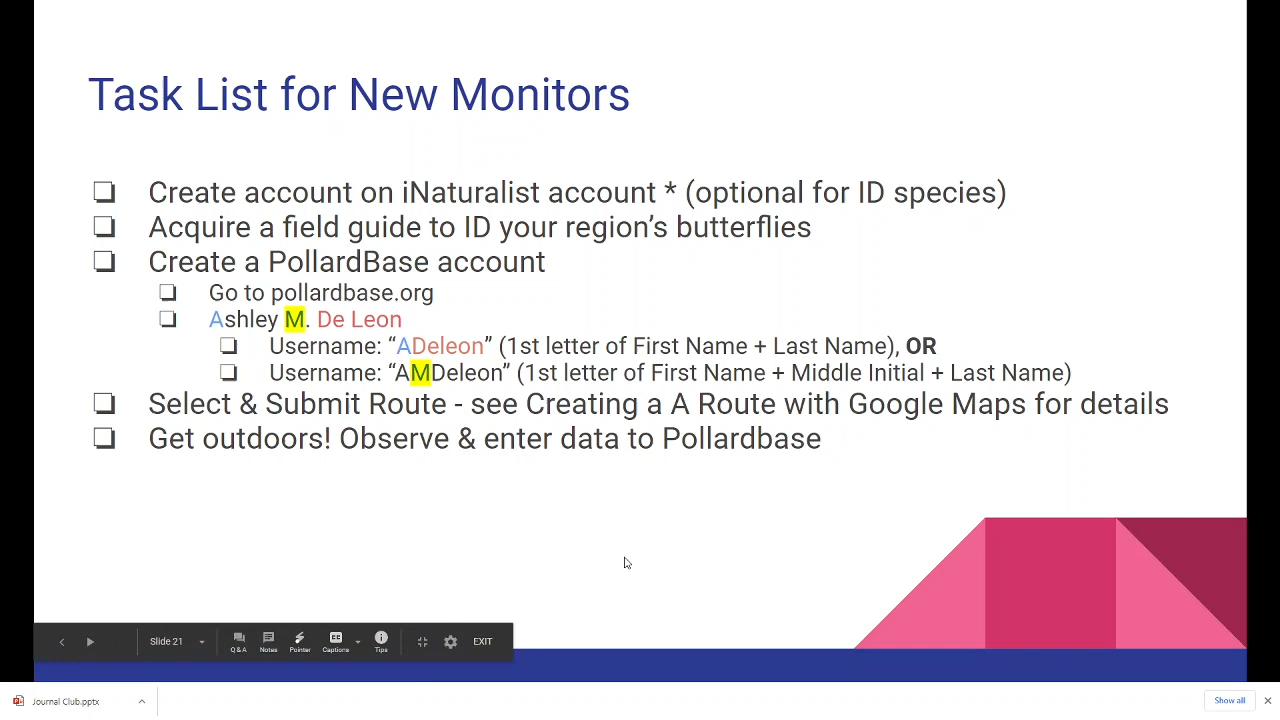 Task List for New Monitors
❏ Create account on iNaturalist account * (optional for ID species)
❏ Acquire a field guide to ID your region’s butterflies
❏ Create a PollardBase account
❏ Go to pollardbase.org
❏ Ashley M. De Leon
❏ Username: “ADeleon” (1st letter of First Name + Last Name), OR
❏ Username: “AMDeleon” (1st letter of First Name + Middle Initial + Last Name)
❏ Select & Submit Route - see Creating a A Route with Google Maps for details
❏ Get outdoors! Observe & enter data to Pollardbase
Slide 21
Q & A
Notes
Pointer
CC
Captions
Tips
EXIT
Journal Club.pptx
Show all